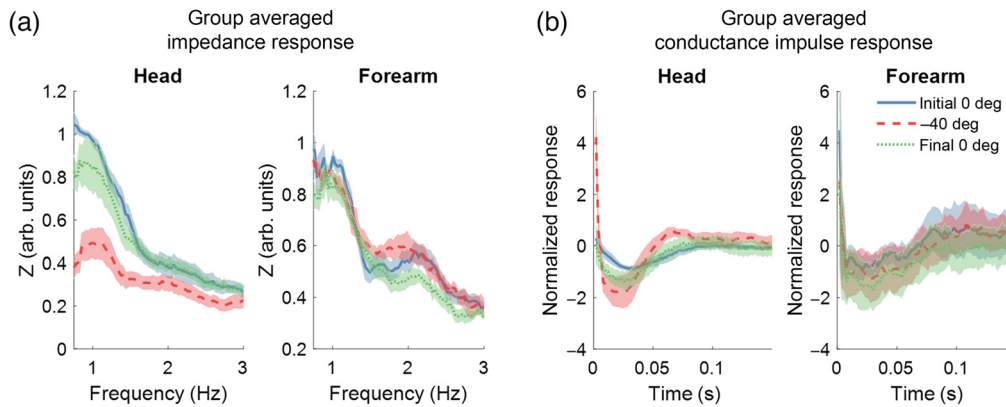 (a)
Group averaged
impedance response
Head
Forearm
Z (arb. units)
1.2
1
0.8
0.6
0.4
0.2
0
1
2
3
Frequency (Hz)
Z (arb. units)
1.2
1
0.8
0.6
0.4
0.2
1
2
3
Frequency (Hz)
(b)
Group averaged
conductance impulse response
Head
Forearm
Normalized response
6
4
2
0
−2
−4
0
0.05
0.1
Time (s)
Normalized response
6
4
2
0
−2
−4
0
0.05
0.1
Time (s)
Initial 0 deg
−40 deg
Final 0 deg